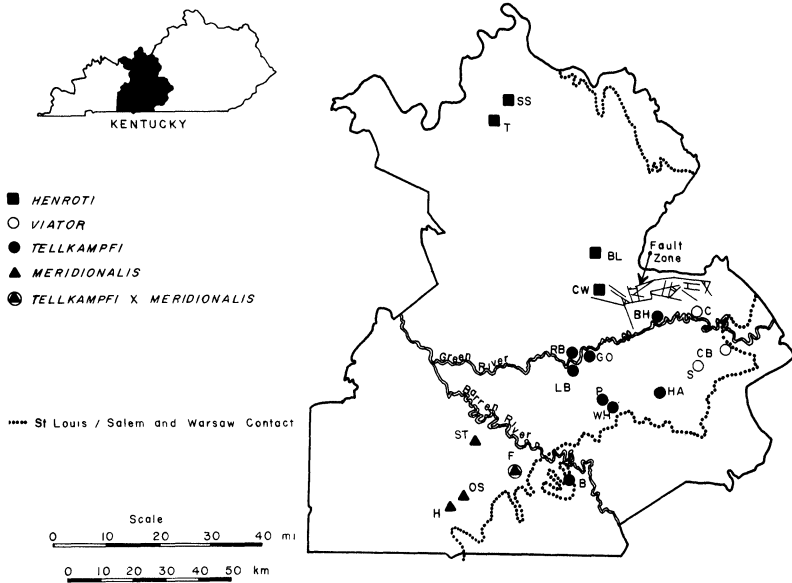 KENTUCKY
HENROTI
VIATOR
TELLKAMPFI
MERIDIONALIS
TELLKAMPFI X MERIDIONALIS
St Louis / Salem and Warsaw Contact
Scale
0 10 20 30 40 mi
0 10 20 30 40 50 km
SS
T
BL
Fault
Zone
CW
C
BH
RB
GO
CB
Green River
S
LB
Barren River
P
HA
WH
ST
F
B
OS
H